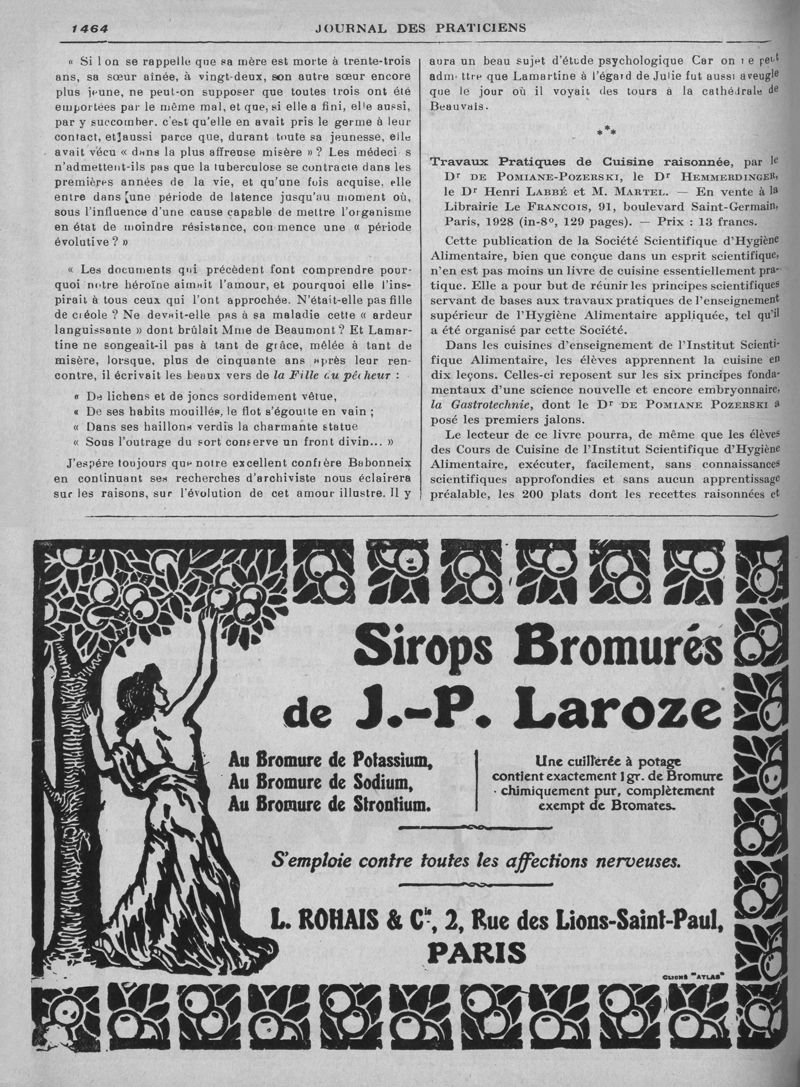 1464
JOURNAL DES PRATICIENS
« Si l on se rappelle que sa mère est morte à trente-trois
ans, sa sœur aînée, à vingt-deux, son autre sœur encore
plus jeune, ne peut-on supposer que toutes trois ont été
emportées par le même mal, et que, si elle a fini, elle aussi,
par y succomber. c'est qu'elle en avait pris le germe à leur
contact, et]aussi parce que, durant toute sa jeunesse, elle
avait vécu « dans la plus affreuse misère » ? Les médeci s
n'admettent-ils pas que la tuberculose se contracte dans les
premières années de la vie, et qu'une fois acquise, elle
entre dans [une période de latence jusqu'au moment où,
sous l'influence d'une cause capable de mettre l'organisme
en état de moindre résistance, con mence une « période
évolutive ? »
« Les documents qui précèdent font comprendre pour-
quoi notre héroïne aimait l'amour, et pourquoi elle l'ins-
pirait à tous ceux qui l'ont approchée. N'était-elle pas fille
de créole ? Ne devait-elle pas à sa maladie cette « ardeur
languissante » dont brûlait Mme de Beaumont ? Et Lamar-
tine ne songeait-il pas à tant de grâce, mêlée à tant de
misère, lorsque, plus de cinquante ans après leur ren-
contre, il écrivait les beaux vers de la Fille du pêcheur :
« De lichens et de joncs sordidement vêtue,
« De ses habits mouillés, le flot s'égoutte en vain ;
« Dans ses haillons verdis la charmante statue
« Sous l'outrage du sort conserve un front divin... »
J'espère toujours que notre excellent confrère Babonneix
en continuant ses recherches d'archiviste nous éclairera
sur les raisons, sur l'évolution de cet amour illustre. Il y
aura un beau sujet d'étude psychologique Car on n e peut
adm ttre que Lamartine à l'égard de Julie fut aussi aveugle
que le jour où il voyait des tours à la cathédrale de
Beauvais.
***
Travaux Pratiques de Cuisine raisonnée, par le
Dr DE POMIANE-POZERSKI, le Dr HEMMERDINGER,
le Dr Henri LABBÉ et M. MARTEL. — En vente à la
Librairie LE FRANCOIS, 91, boulevard Saint-Germain,
Paris, 1928 (in-8o, 129 pages). — Prix : 13 francs.
Cette publication de la Société Scientifique d'Hygiène
Alimentaire, bien que conçue dans un esprit scientifique,
n'en est pas moins un livre de cuisine essentiellement pra-
tique. Elle a pour but de réunir les principes scientifiques
servant de bases aux travaux pratiques de l'enseignement
supérieur de l'Hygiène Alimentaire appliquée, tel qu'il
a été organisé par cette Société.
Dans les cuisines d'enseignement de l'Institut Scienti-
fique Alimentaire, les élèves apprennent la cuisine en
dix leçons. Celles-ci reposent sur les six principes fonda-
mentaux d'une science nouvelle et encore embryonnaire,
la Gastrotechnie, dont le Dr DE POMIANE POZERSKI a
posé les premiers jalons.
Le lecteur de ce livre pourra, de même que les élèves
des Cours de Cuisine de l'Institut Scientifique d'Hygiène
Alimentaire, exécuter, facilement, sans connaissances
scientifiques approfondies et sans aucun apprentissage
préalable, les 200 plats dont les recettes raisonnées et
Sirops Bromurés
de J.-P. Laroze
Au Bromure de Potassium,
Au Bromure de Sodium,
Au Bromure de Strontium.
Une cuillerée à potage
contient exactement 1 gr. de Bromure
chimiquement pur, complètement
exempt de Bromates.
S'emploie contre toutes les affections nerveuses.
L. ROHAIS & Cie, 2, Rue des Lions-Saint-Paul,
PARIS
CLICHÉ "ATLAS"